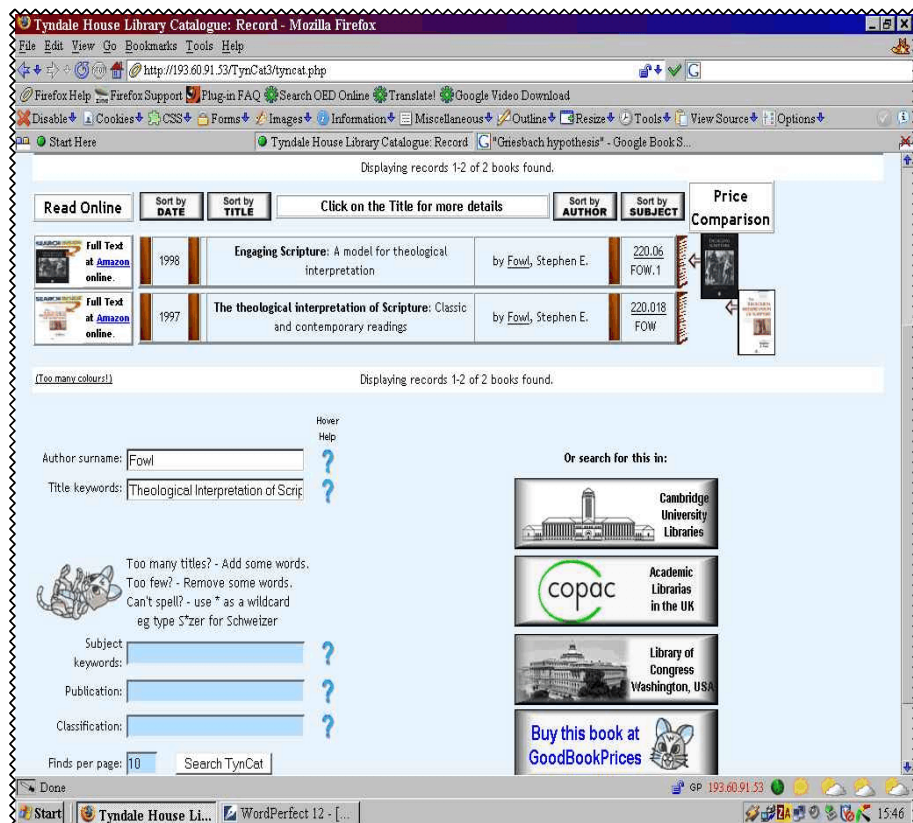 Tyndale House Library Catalogue: Record - Mozilla Firefox
File Edit View Go Bookmarks Tools Help
http://193.60.91.53/TynCat3/tyncat.php
Firefox Help Firefox Support Plug-in FAQ Search OED Online Translate! Google Video Download
Disable Cookies CSS Forms Images Information Miscellaneous Outline Resize Tools View Source Options
Start Here Tyndale House Library Catalogue: Record "Griesbach hypothesis" - Google Book S...
Displaying records 1-2 of 2 books found.
Read Online
Sort by
DATE
Sort by
TITLE
Click on the Title for more details
Sort by
AUTHOR
Sort by
SUBJECT
Price
Comparison
Full Text
at Amazon
online.
1998
Engaging Scripture: A model for theological
interpretation
by Fowl, Stephen E.
220.06
FOW.1
Full Text
at Amazon
online.
1997
The theological interpretation of Scripture: Classic
and contemporary readings
by Fowl, Stephen E.
220.018
FOW
(Too many colours!)
Displaying records 1-2 of 2 books found.
Hover
Help
Author surname: Fowl ?
Title keywords: Theological Interpretation of Scrip ?
Too many titles? - Add some words.
Too few? - Remove some words.
Can't spell? - use * as a wildcard
eg type S*zer for Schweizer
Subject
keywords: ?
Publication: ?
Classification: ?
Finds per page: 10 Search TynCat
Or search for this in:
Cambridge
University
Libraries
copac
Academic
Librarias
in the UK
Library of
Congress
Washington, USA
Buy this book at
GoodBookPrices
Done GP 193.60.91.53
Start Tyndale House Li... WordPerfect 12 - [... 15:46